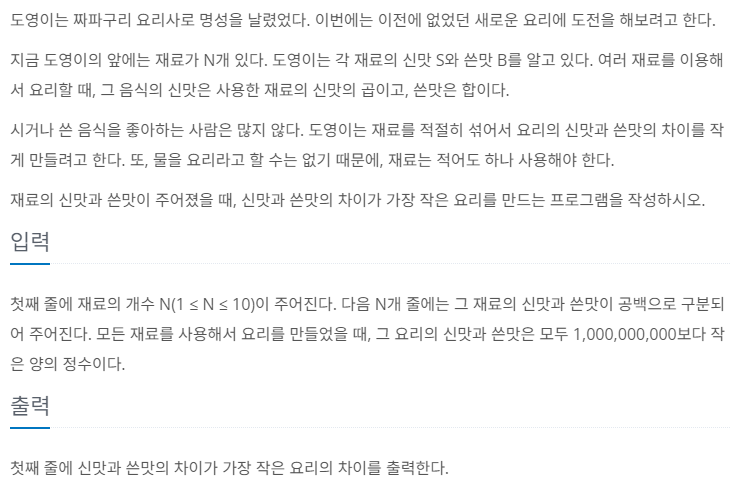 도영이는 짜파구리 요리사로 명성을 날렸었다. 이번에는 이전에 없었던 새로운 요리에 도전을 해보려고 한다.
지금 도영이의 앞에는 재료가 N개 있다. 도영이는 각 재료의 신맛 S와 쓴맛 B를 알고 있다. 여러 재료를 이용해
서 요리할 때, 그 음식의 신맛은 사용한 재료의 신맛의 곱이고, 쓴맛은 합이다.
시거나 쓴 음식을 좋아하는 사람은 많지 않다. 도영이는 재료를 적절히 섞어서 요리의 신맛과 쓴맛의 차이를 작
게 만들려고 한다. 또, 물을 요리라고 할 수는 없기 때문에, 재료는 적어도 하나 사용해야 한다.
재료의 신맛과 쓴맛이 주어졌을 때, 신맛과 쓴맛의 차이가 가장 작은 요리를 만드는 프로그램을 작성하시오.
입력
첫째 줄에 재료의 개수 N(1 ≤ N ≤ 10)이 주어진다. 다음 N개 줄에는 그 재료의 신맛과 쓴맛이 공백으로 구분되
어 주어진다. 모든 재료를 사용해서 요리를 만들었을 때, 그 요리의 신맛과 쓴맛은 모두 1,000,000,000보다 작
은 양의 정수이다.
출력
첫째 줄에 신맛과 쓴맛의 차이가 가장 작은 요리의 차이를 출력한다.